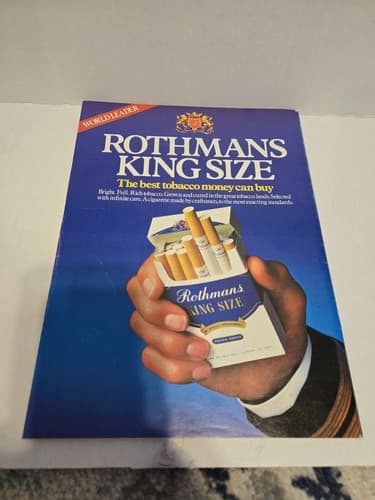 WORLD LEADER
ROTHMANS
KING SIZE
The best tobacco money can buy
Bright. Full. Rich tobacco. Grown and cured in the great tobacco lands. Selected
with infinite care. A cigarette made by craftsmen, to the most exacting standards.
Rothmans
KING SIZE